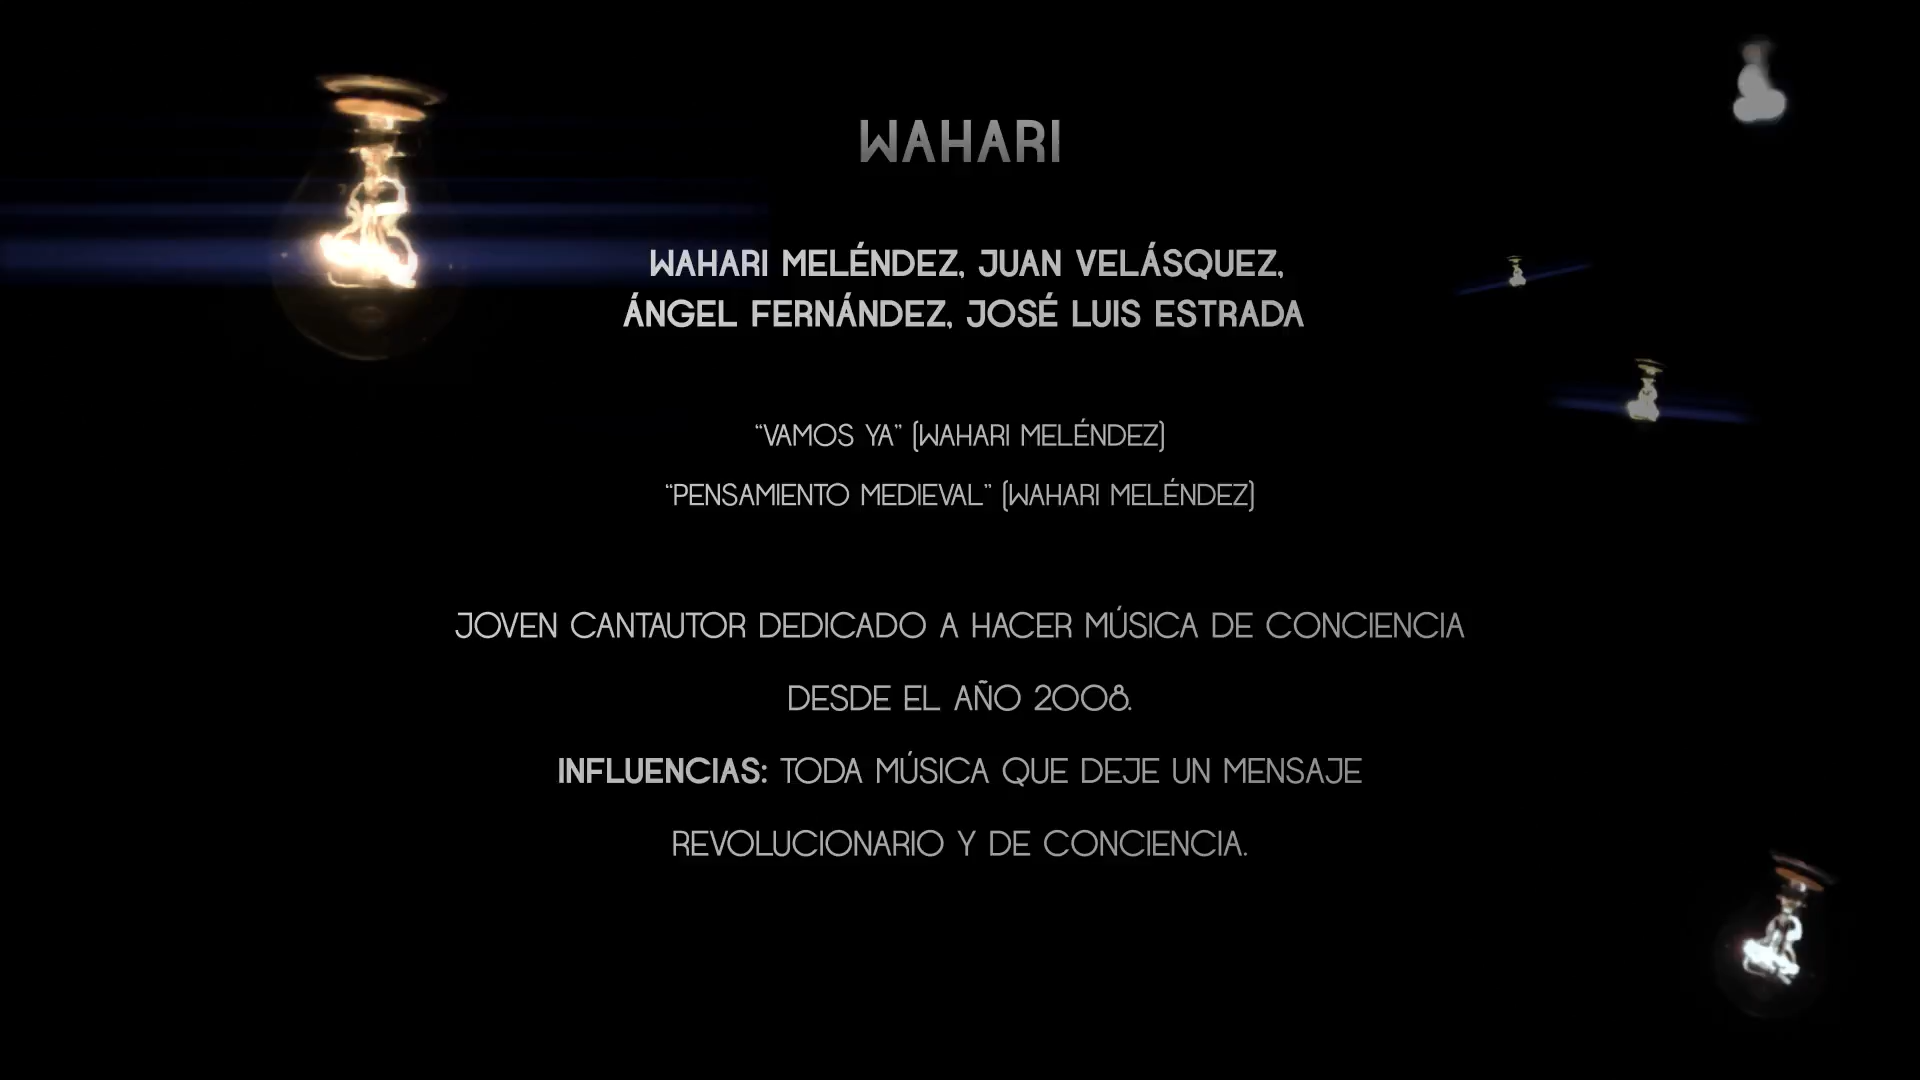 WAHARI
WAHARI MELÉNDEZ, JUAN VELÁSQUEZ,
ÁNGEL FERNÁNDEZ, JOSÉ LUIS ESTRADA
“VAMOS YA” (WAHARI MELÉNDEZ)
“PENSAMIENTO MEDIEVAL” (WAHARI MELÉNDEZ)
JOVEN CANTAUTOR DEDICADO A HACER MÚSICA DE CONCIENCIA
DESDE EL AÑO 2008.
INFLUENCIAS: TODA MÚSICA QUE DEJE UN MENSAJE
REVOLUCIONARIO Y DE CONCIENCIA.